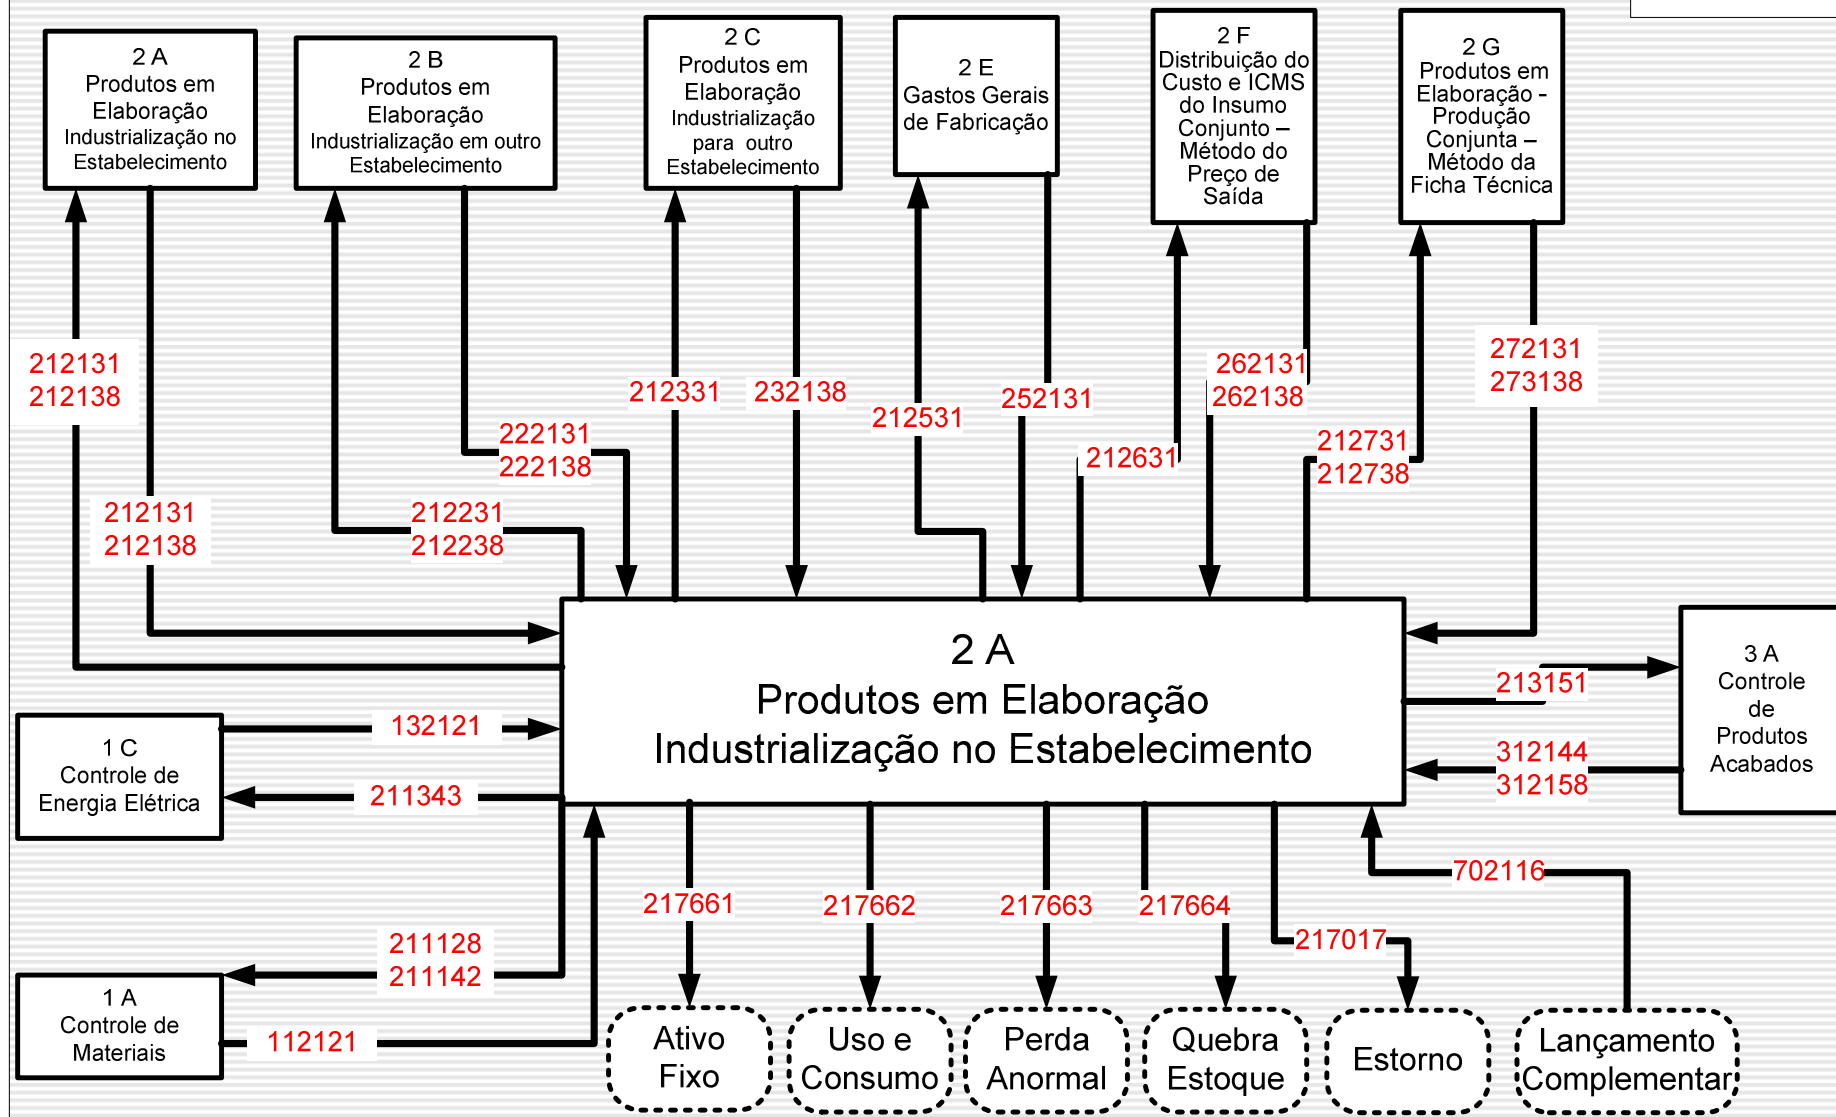 2 A
Produtos em
Elaboração
Industrialização no
Estabelecimento
2 B
Produtos em
Elaboração
Industrialização em outro
Estabelecimento
2 C
Produtos em
Elaboração
Industrialização
para outro
Estabelecimento
2 E
Gastos Gerais
de Fabricação
2 F
Distribuição do
Custo e ICMS
do Insumo
Conjunto –
Método do
Preço de
Saída
2 G
Produtos em
Elaboração -
Produção
Conjunta –
Método da
Ficha Técnica
212131
212138
212131
212138
222131
222138
212231
212238
212331
232138
212531
252131
212631
262131
262138
212731
212738
272131
273138
2 A
Produtos em Elaboração
Industrialização no Estabelecimento
1 C
Controle de
Energia Elétrica
132121
211343
213151
312144
312158
3 A
Controle
de
Produtos
Acabados
211128
211142
1 A
Controle de
Materiais
112121
217661
217662
217663
217664
217017
702116
Ativo
Fixo
Uso e
Consumo
Perda
Anormal
Quebra
Estoque
Estorno
Lançamento
Complementar